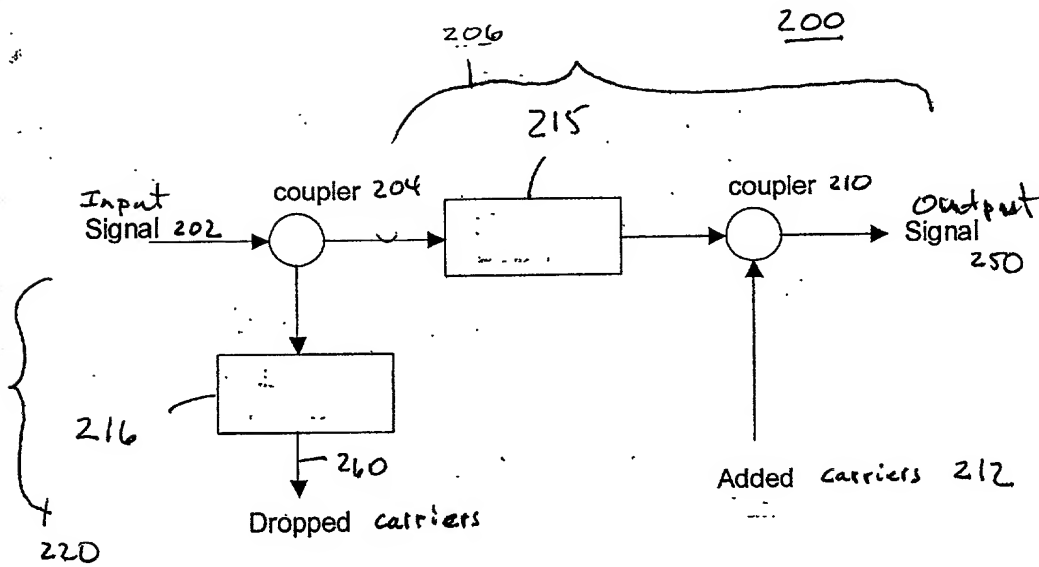 206
200
215
coupler 204
coupler 210
Input
Signal 202
Output
Signal
250
216
260
Added carriers 212
Dropped carriers
220